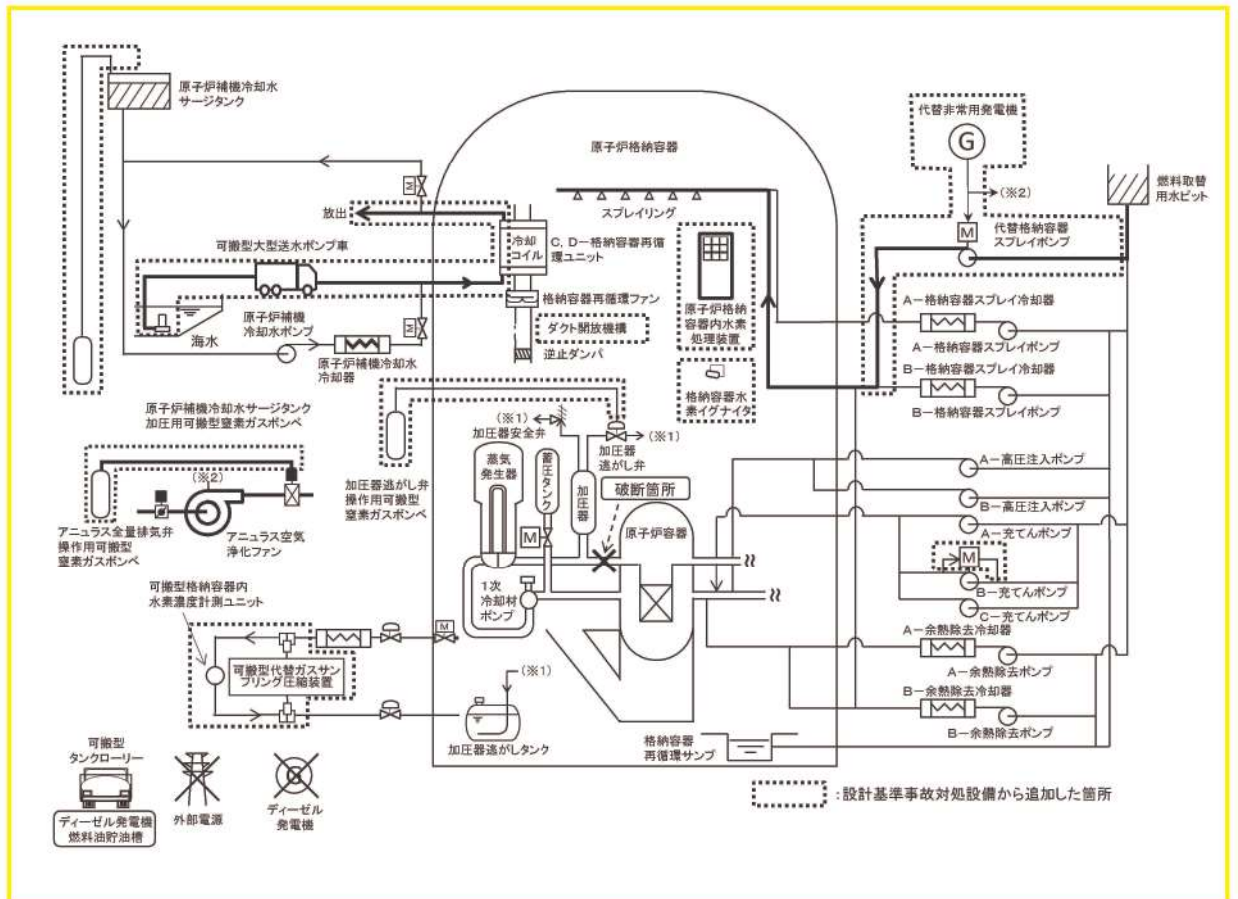 原子炉補機冷却水
サージタンク
原子炉格納容器
代替非常用発電機
G
(※2)
燃料取替
用水ピット
スプレイリング
M
放出
M
代替格納容器
スプレイポンプ
冷却
コイル
C, D－格納容器再循
環ユニット
可搬型大型送水ポンプ車
格納容器再循環ファン
ダクト開放機構
逆止ダンパ
原子炉格納
容器内水素
処理装置
A－格納容器スプレイ冷却器
A－格納容器スプレイポンプ
B－格納容器スプレイ冷却器
B－格納容器スプレイポンプ
原子炉補機
冷却水ポンプ
海水
M
原子炉補機冷却水
冷却器
格納容器水
素イグナイタ
原子炉補機冷却水サージタンク
加圧用可搬型窒素ガスボンベ
(※1)
加圧器安全弁
(※1)
加圧器
逃がし弁
蒸気
発生器
蓄圧タンク
加圧器
破断箇所
原子炉容器
A－高圧注入ポンプ
B－高圧注入ポンプ
A－充てんポンプ
M
B－充てんポンプ
C－充てんポンプ
(※2)
加圧器逃がし弁
操作用可搬型
窒素ガスボンベ
アニュラス全量排気弁
操作用可搬型
窒素ガスボンベ
アニュラス空気
浄化ファン
M
1次
冷却材
ポンプ
可搬型格納容器内
水素濃度計測ユニット
M
可搬型代替ガスサン
プリング圧縮装置
(※1)
加圧器逃がしタンク
A－余熱除去冷却器
A－余熱除去ポンプ
B－余熱除去冷却器
B－余熱除去ポンプ
格納容器
再循環サンプ
可搬型
タンクローリー
ディーゼル発電機
燃料油貯油槽
外部電源
ディーゼル
発電機
:設計基準事故対処設備から追加した箇所